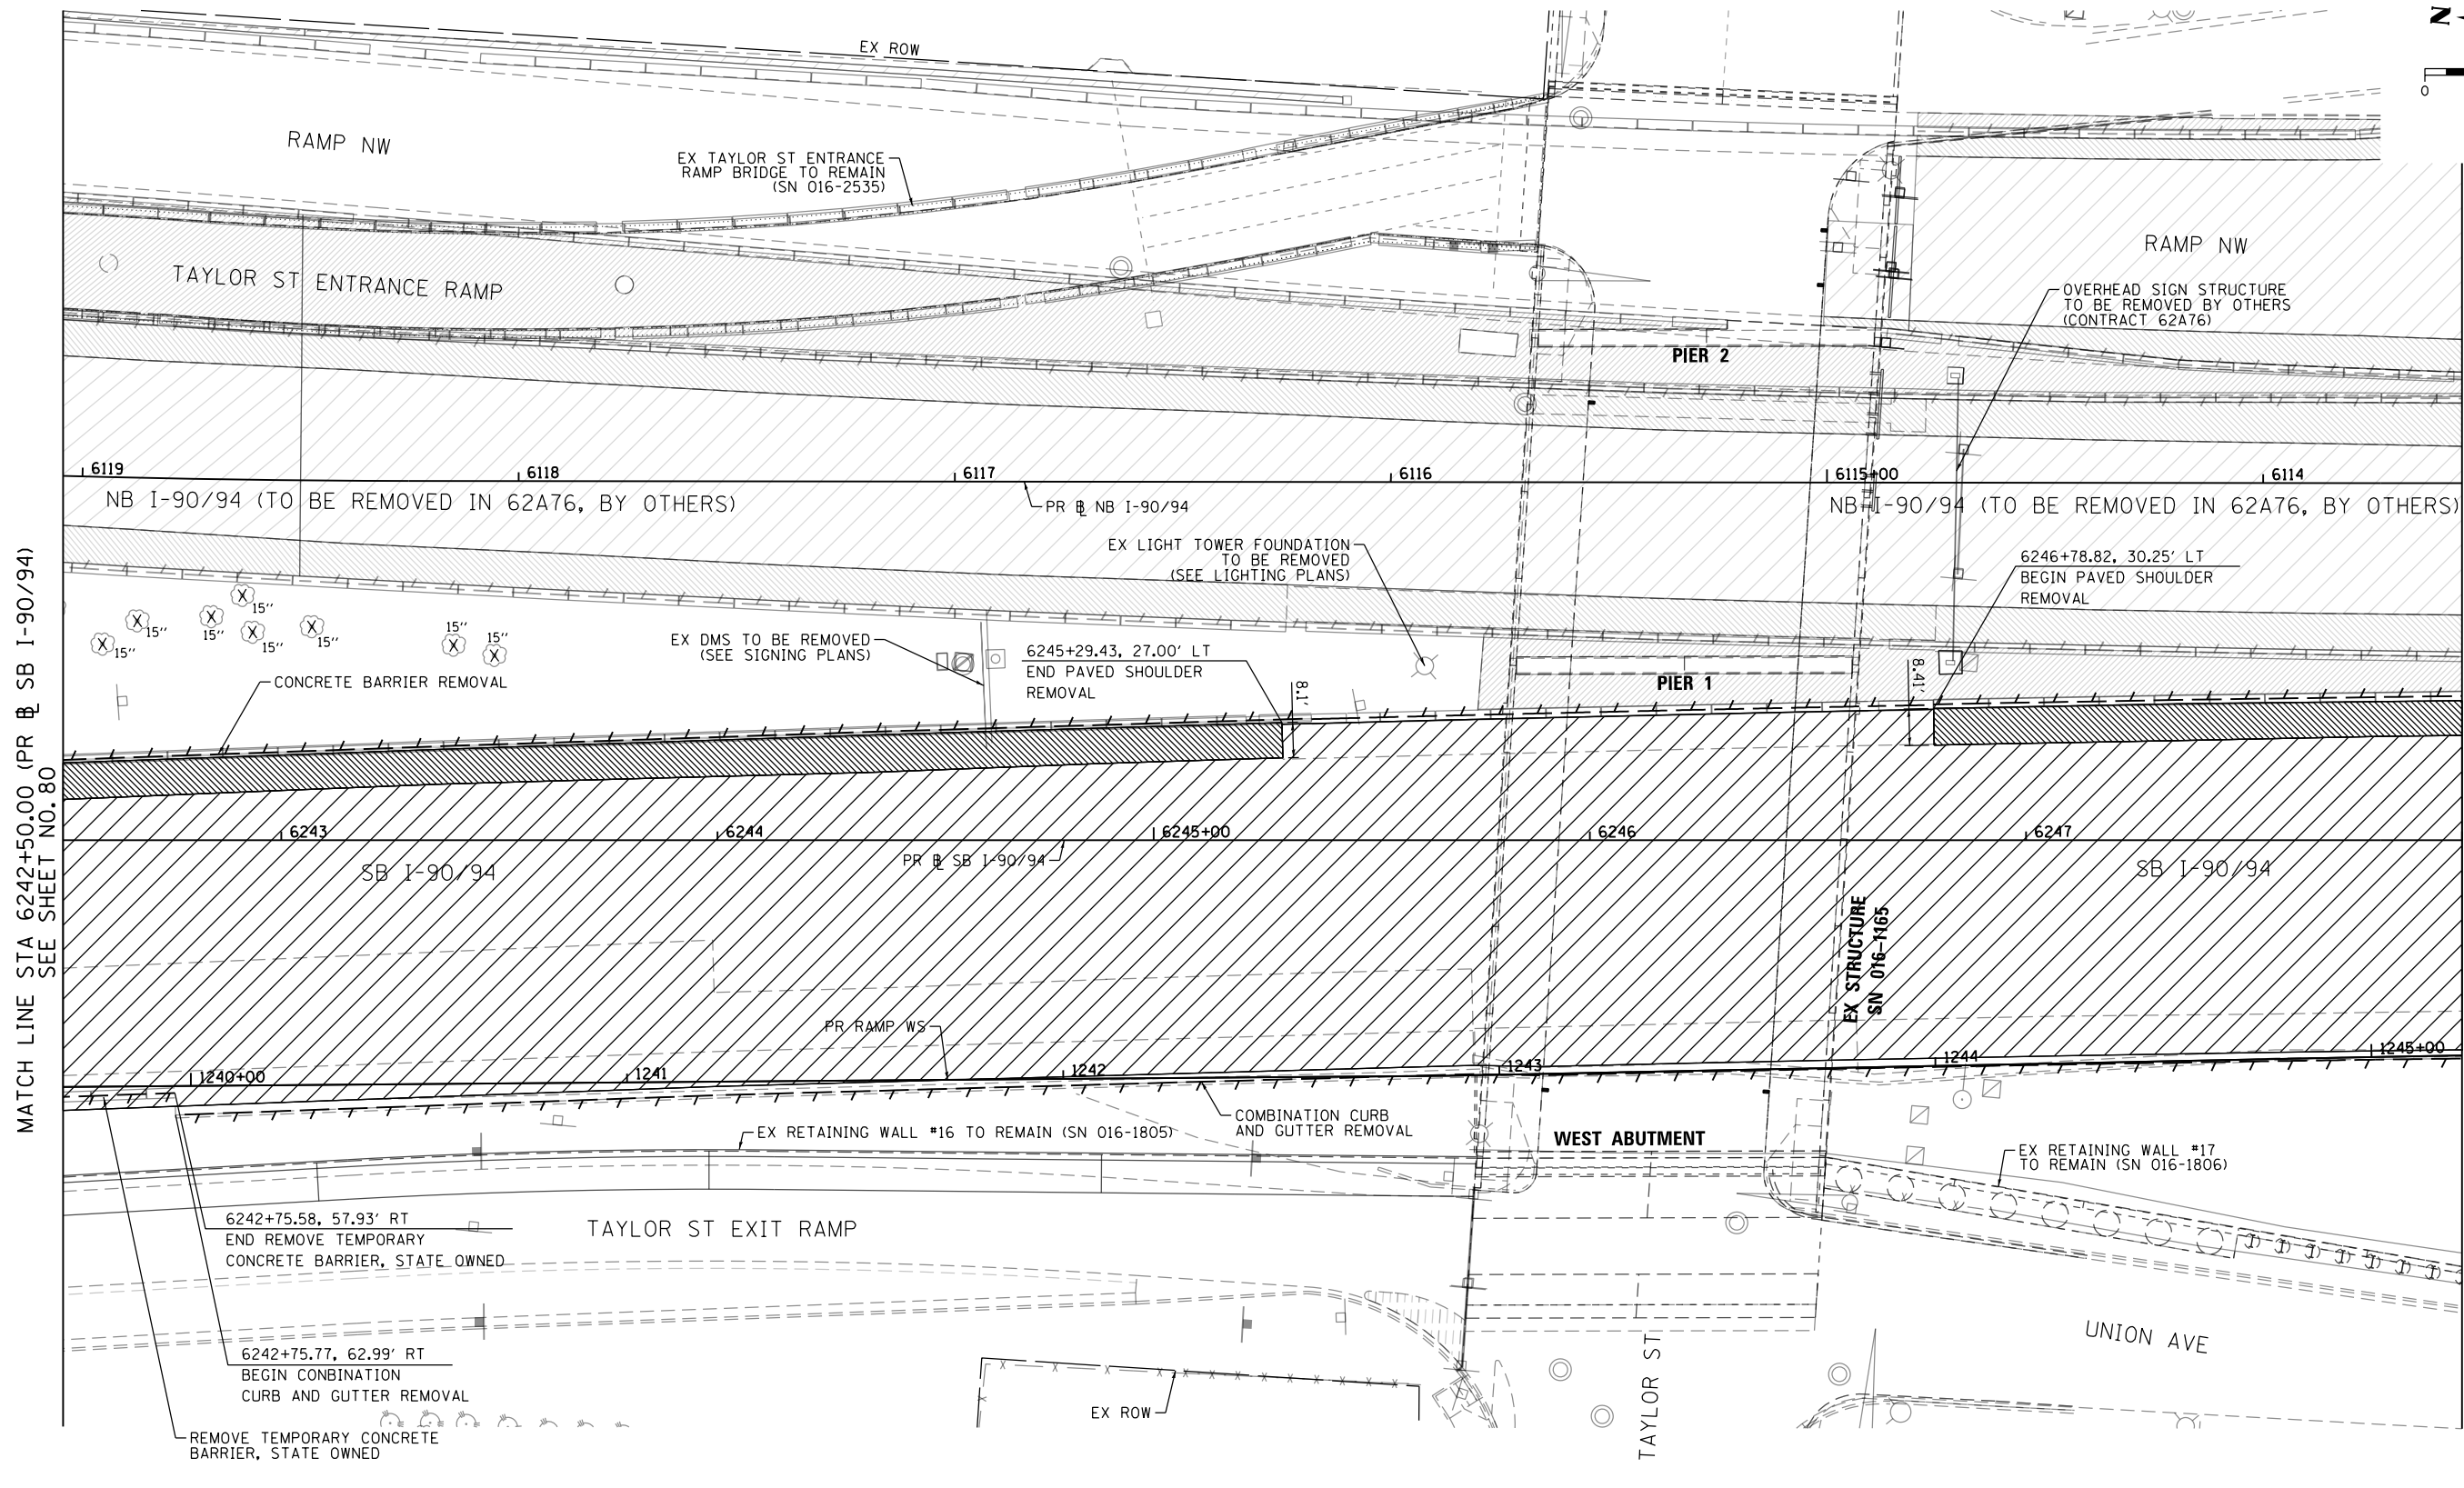 EX ROW
N
0
RAMP NW
EX TAYLOR ST ENTRANCE
RAMP BRIDGE TO REMAIN
(SN 016-2535)
TAYLOR ST ENTRANCE RAMP
RAMP NW
OVERHEAD SIGN STRUCTURE
TO BE REMOVED BY OTHERS
(CONTRACT 62A76)
PIER 2
6119
6118
6117
6116
6115+00
6114
NB I-90/94 (TO BE REMOVED IN 62A76, BY OTHERS)
PR BL NB I-90/94
NB I-90/94 (TO BE REMOVED IN 62A76, BY OTHERS)
EX LIGHT TOWER FOUNDATION
TO BE REMOVED
(SEE LIGHTING PLANS)
6246+78.82, 30.25' LT
BEGIN PAVED SHOULDER
REMOVAL
15''
15''
15''
15''
15''
15''
15''
15''
EX DMS TO BE REMOVED
(SEE SIGNING PLANS)
6245+29.43, 27.00' LT
END PAVED SHOULDER
REMOVAL
CONCRETE BARRIER REMOVAL
8.1'
PIER 1
8.41'
MATCH LINE STA 6242+50.00 (PR BL SB I-90/94)
SEE SHEET NO. 80
6243
6244
6245+00
6246
6247
SB I-90/94
PR BL SB I-90/94
SB I-90/94
EX STRUCTURE
SN 016-1165
PR RAMP WS
1240+00
1241
1242
1243
1244
1245+00
COMBINATION CURB
AND GUTTER REMOVAL
EX RETAINING WALL #16 TO REMAIN (SN 016-1805)
WEST ABUTMENT
EX RETAINING WALL #17
TO REMAIN (SN 016-1806)
6242+75.58, 57.93' RT
END REMOVE TEMPORARY
CONCRETE BARRIER, STATE OWNED
TAYLOR ST EXIT RAMP
6242+75.77, 62.99' RT
BEGIN CONBINATION
CURB AND GUTTER REMOVAL
REMOVE TEMPORARY CONCRETE
BARRIER, STATE OWNED
EX ROW
TAYLOR ST
UNION AVE